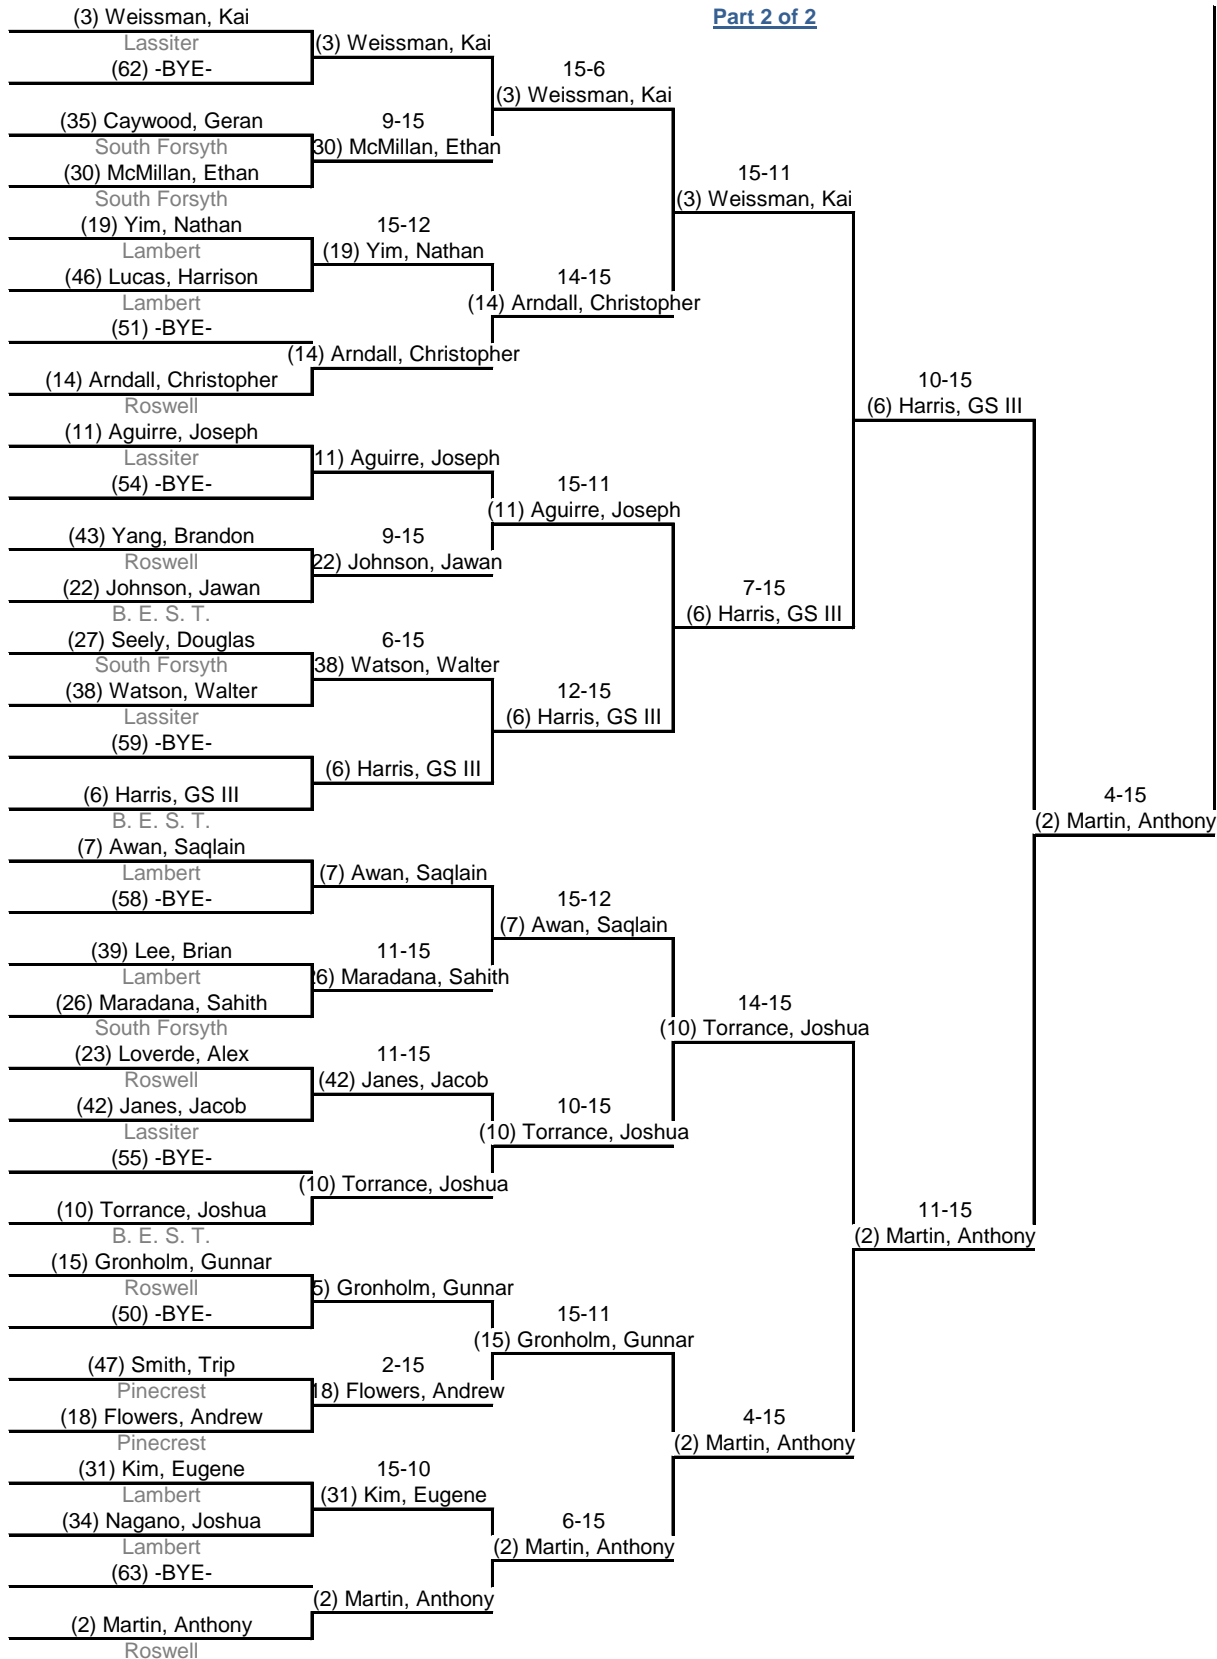 Part 2 of 2
(3) Weissman, Kai
Lassiter
(62) -BYE-
(35) Caywood, Geran
South Forsyth
(30) McMillan, Ethan
South Forsyth
(19) Yim, Nathan
Lambert
(46) Lucas, Harrison
Lambert
(51) -BYE-
(14) Arndall, Christopher
Roswell
(11) Aguirre, Joseph
Lassiter
(54) -BYE-
(43) Yang, Brandon
Roswell
(22) Johnson, Jawan
B. E. S. T.
(27) Seely, Douglas
South Forsyth
(38) Watson, Walter
Lassiter
(59) -BYE-
(6) Harris, GS III
B. E. S. T.
(7) Awan, Saqlain
Lambert
(58) -BYE-
(39) Lee, Brian
Lambert
(26) Maradana, Sahith
South Forsyth
(23) Loverde, Alex
Roswell
(42) Janes, Jacob
Lassiter
(55) -BYE-
(10) Torrance, Joshua
B. E. S. T.
(15) Gronholm, Gunnar
Roswell
(50) -BYE-
(47) Smith, Trip
Pinecrest
(18) Flowers, Andrew
Pinecrest
(31) Kim, Eugene
Lambert
(34) Nagano, Joshua
Lambert
(63) -BYE-
(2) Martin, Anthony
Roswell
(3) Weissman, Kai
9-15
30) McMillan, Ethan
15-12
(19) Yim, Nathan
(14) Arndall, Christopher
11) Aguirre, Joseph
9-15
22) Johnson, Jawan
6-15
38) Watson, Walter
(6) Harris, GS III
(7) Awan, Saqlain
11-15
26) Maradana, Sahith
11-15
(42) Janes, Jacob
(10) Torrance, Joshua
5) Gronholm, Gunnar
2-15
18) Flowers, Andrew
15-10
(31) Kim, Eugene
(2) Martin, Anthony
15-6
(3) Weissman, Kai
14-15
(14) Arndall, Christopher
15-11
(11) Aguirre, Joseph
12-15
(6) Harris, GS III
15-12
(7) Awan, Saqlain
10-15
(10) Torrance, Joshua
15-11
(15) Gronholm, Gunnar
6-15
(2) Martin, Anthony
15-11
(3) Weissman, Kai
7-15
(6) Harris, GS III
14-15
(10) Torrance, Joshua
4-15
(2) Martin, Anthony
10-15
(6) Harris, GS III
11-15
(2) Martin, Anthony
4-15
(2) Martin, Anthony